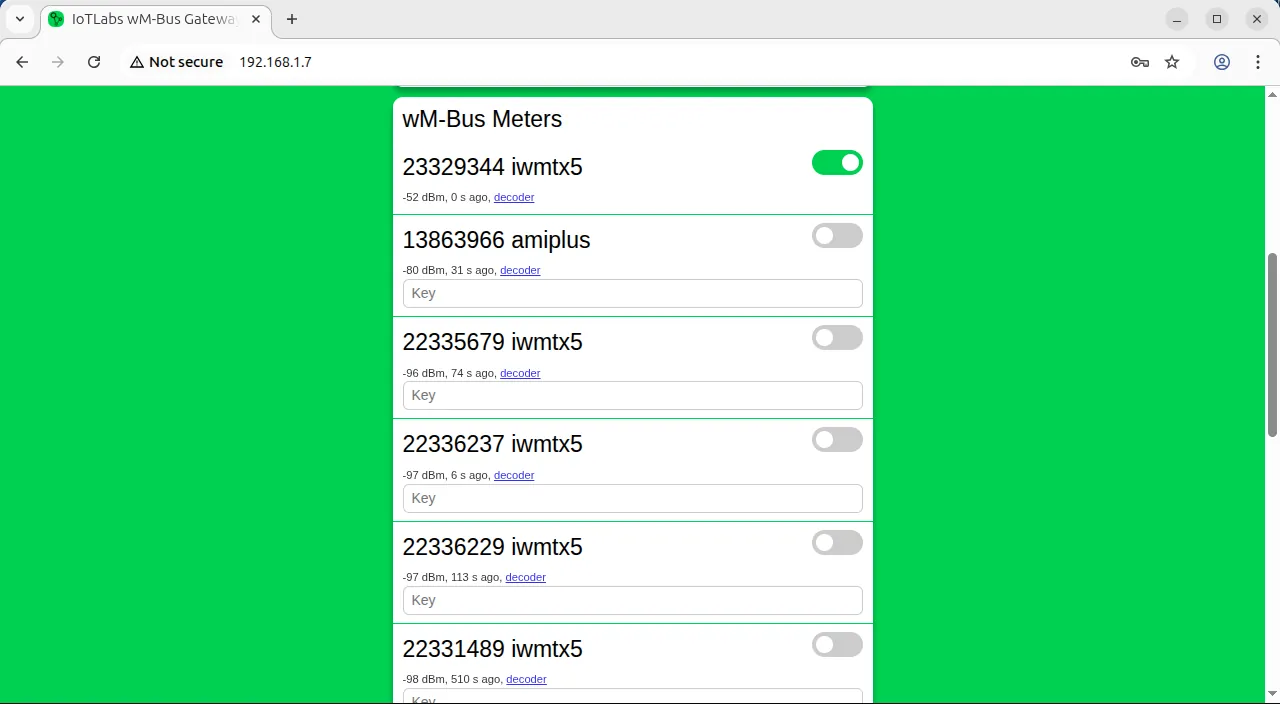 IoTLabs wM-Bus Gatewa
Not secure 192.168.1.7
wM-Bus Meters
23329344 iwmtx5
-52 dBm, 0 s ago, decoder
13863966 amiplus
-80 dBm, 31 s ago, decoder
Key
22335679 iwmtx5
-96 dBm, 74 s ago, decoder
Key
22336237 iwmtx5
-97 dBm, 6 s ago, decoder
Key
22336229 iwmtx5
-97 dBm, 113 s ago, decoder
Key
22331489 iwmtx5
-98 dBm, 510 s ago, decoder
Key